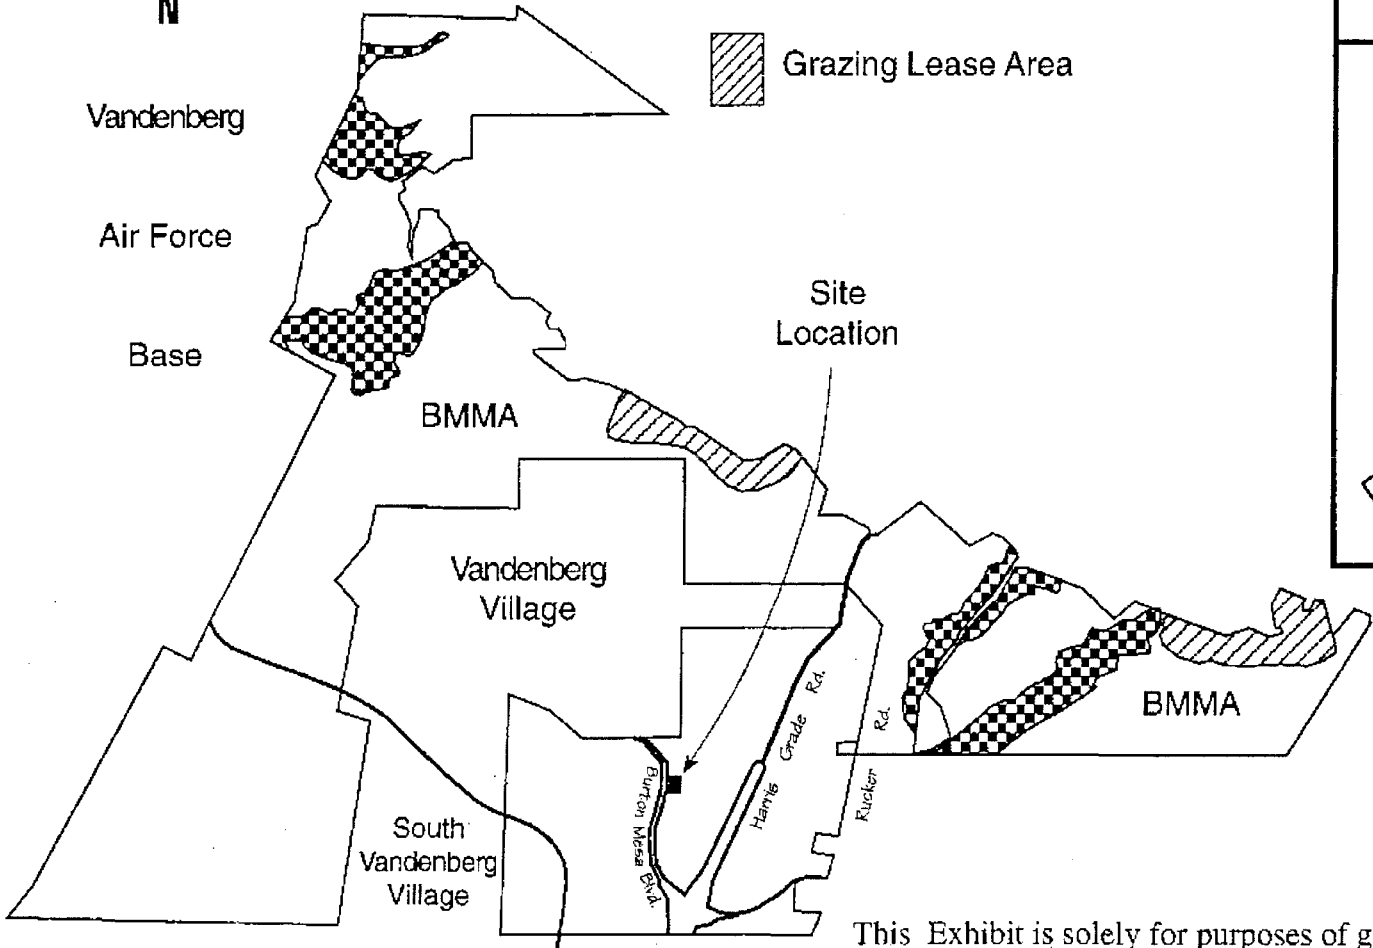 N
Grazing Lease Area
Vandenberg
Air Force
Base
Site
Location
BMMA
Vandenberg
Village
Harris Grade Rd.
Rucker Rd.
BMMA
Burton Mesa Blvd.
South
Vandenberg
Village
This Exhibit is solely for purposes of g